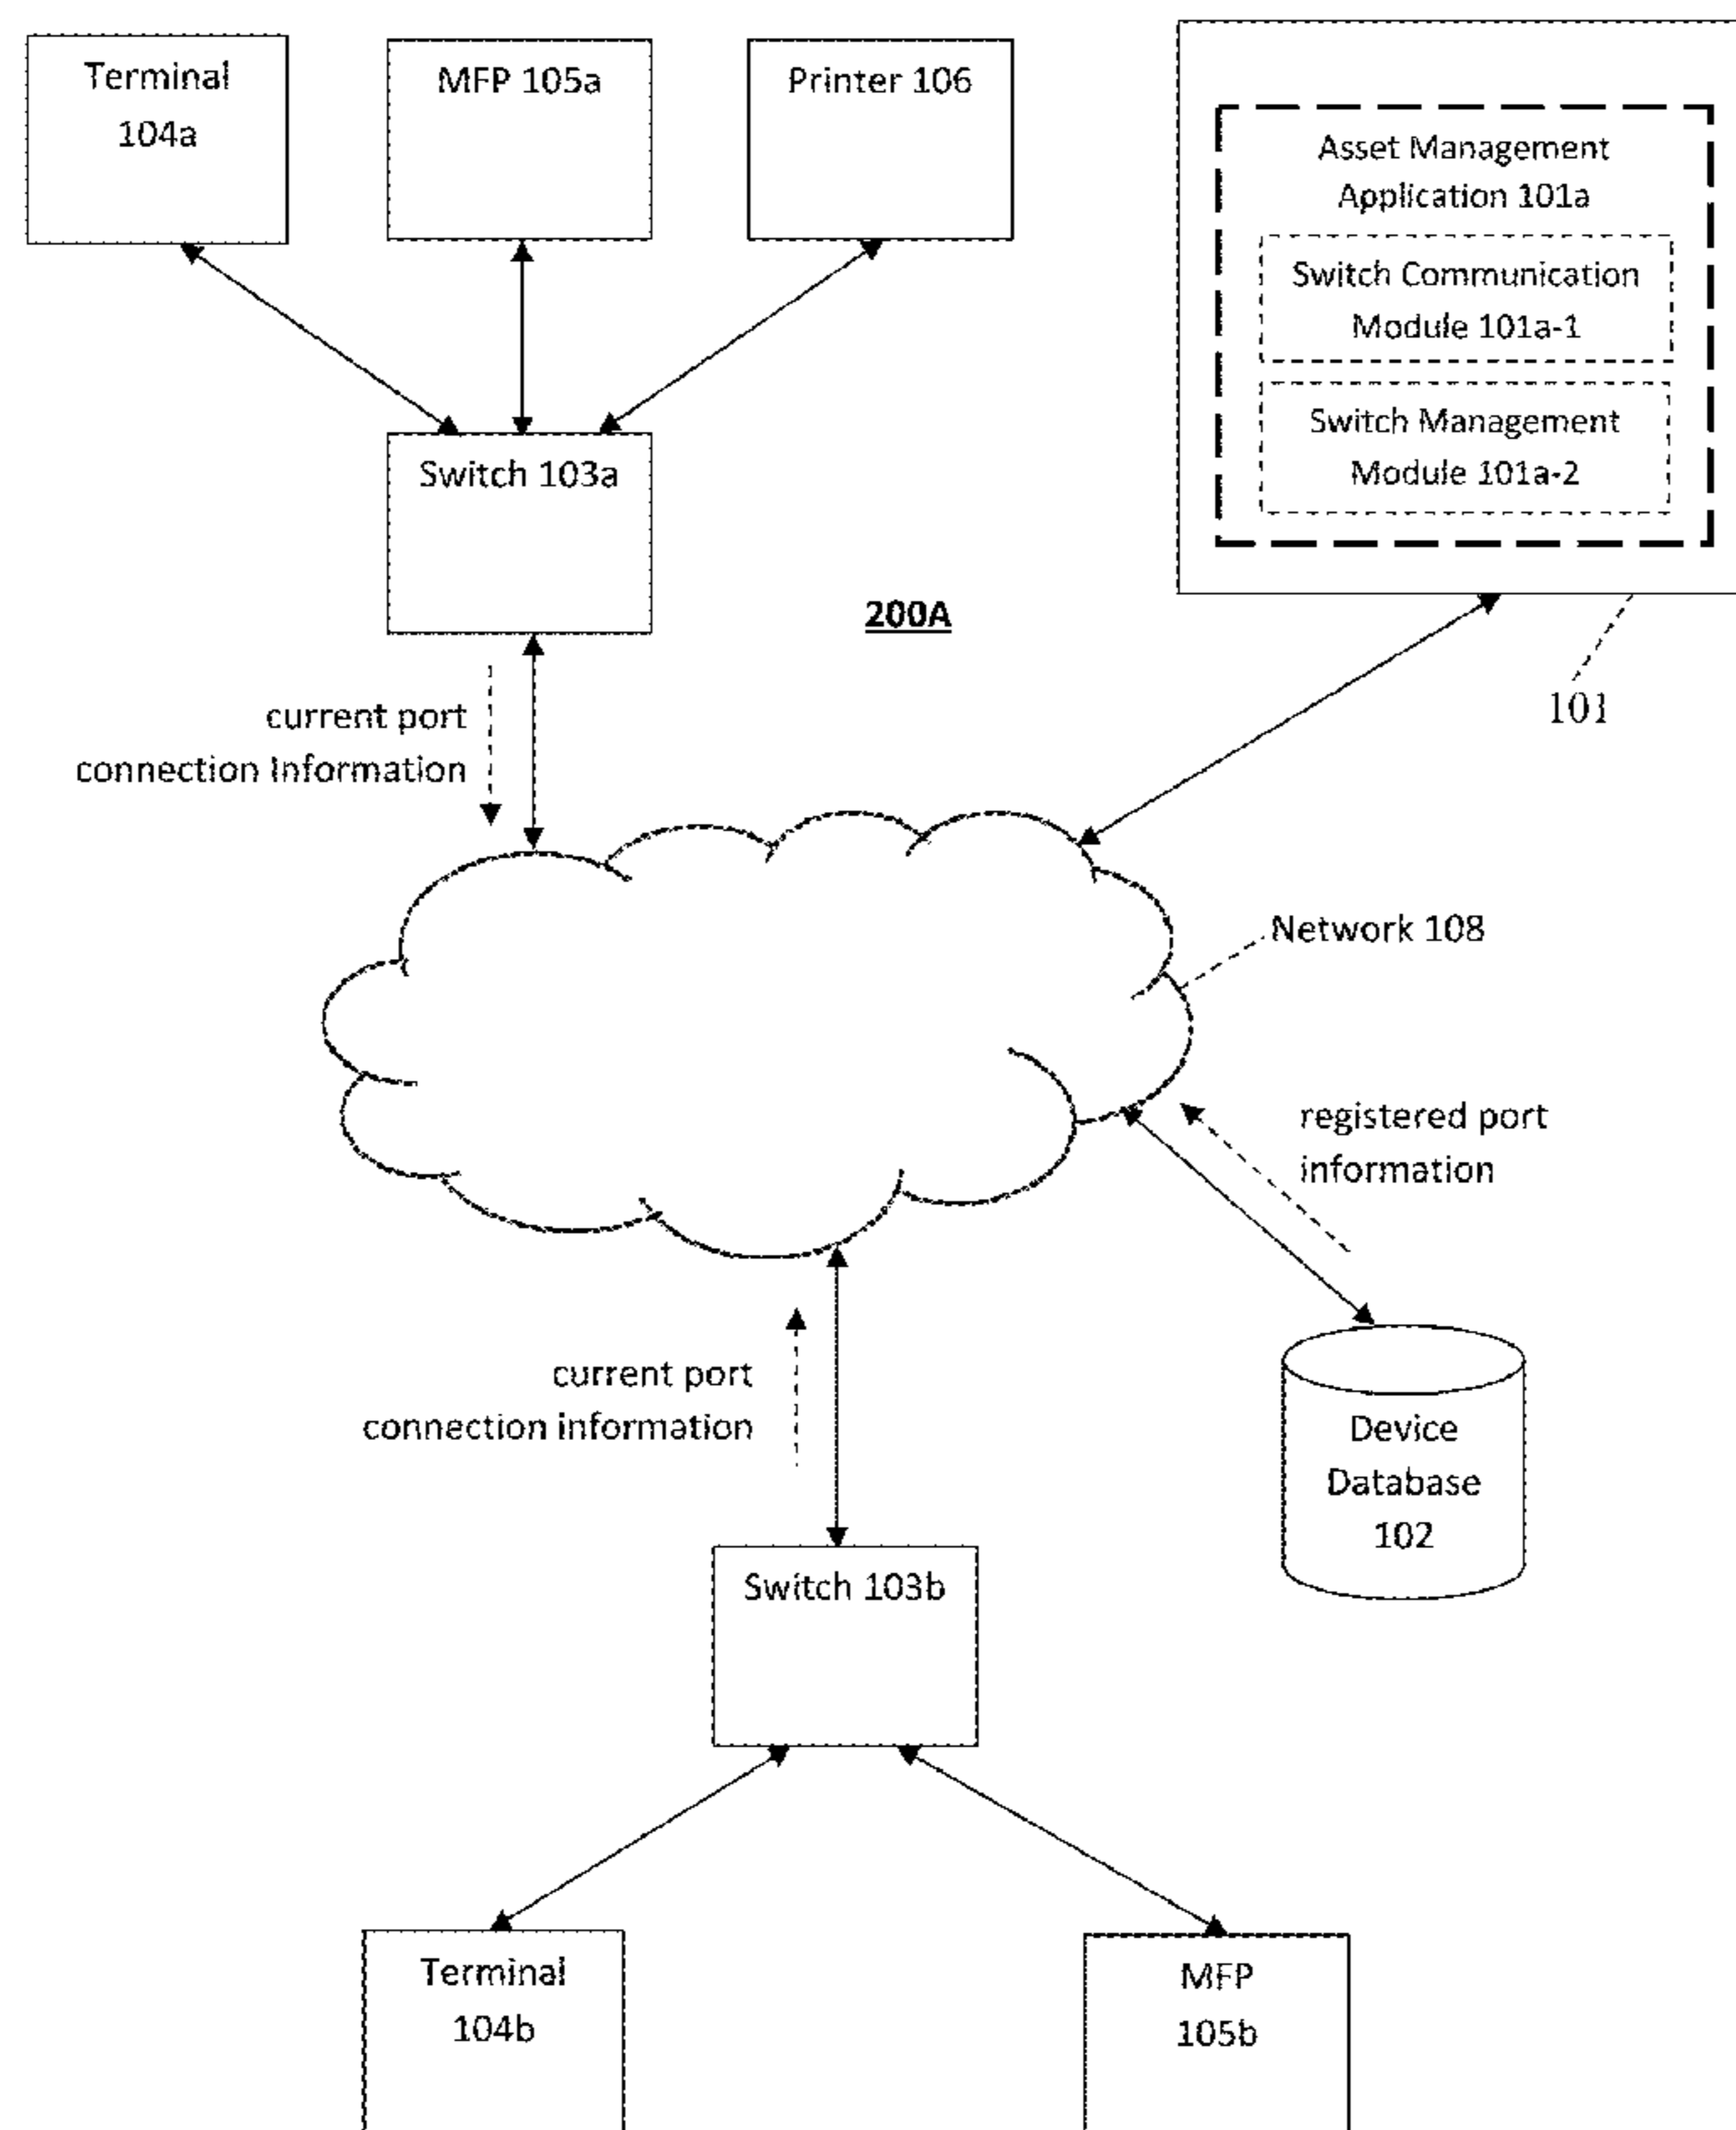 Terminal
104a
MFP 105a
Printer 106
Asset Management
Application 101a
Switch Communication
Module 101a-1
Switch Management
Module 101a-2
Switch 103a
200A
101
current port
connection Information
Network 108
registered port
information
current port
connection information
Device
Database
102
Switch 103b
Terminal
104b
MFP
105b